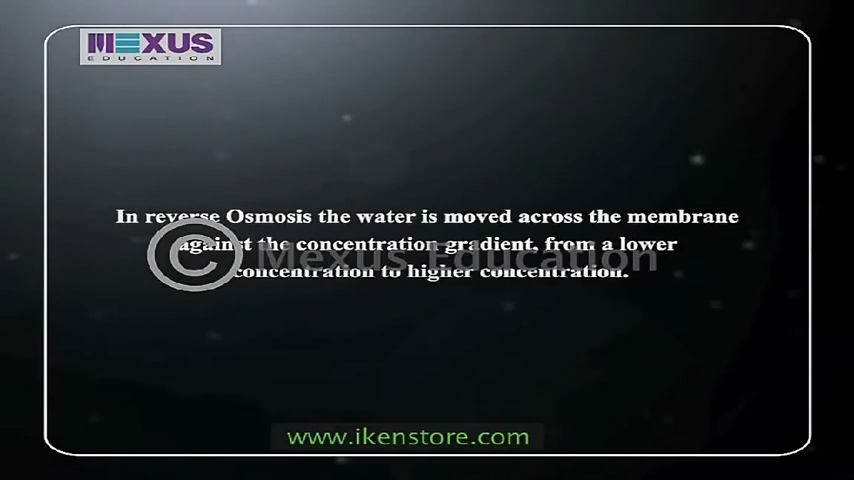 MEXUS
EDUCATION
In reverse Osmosis the water is moved across the membrane
against the concentration gradient, from a lower
concentration to higher concentration.
© Mexus Education
www.ikenstore.com